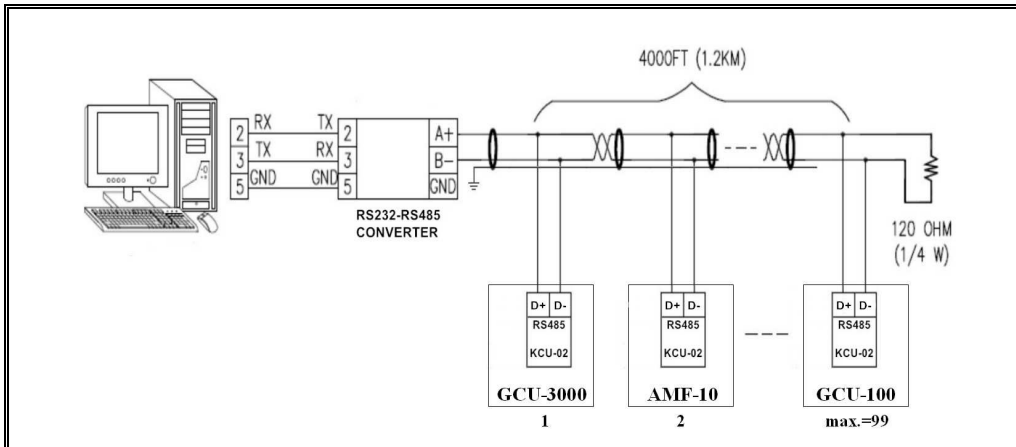 4000FT (1.2KM)
2 RX TX 2 A+
3 TX RX 3 B-
5 GND GND 5 GND
RS232-RS485
CONVERTER
120 OHM
(1/4 W)
D+ D- D+ D- D+ D-
RS485 RS485 RS485
KCU-02 KCU-02 KCU-02
GCU-3000 AMF-10 GCU-100
1 2 max.=99